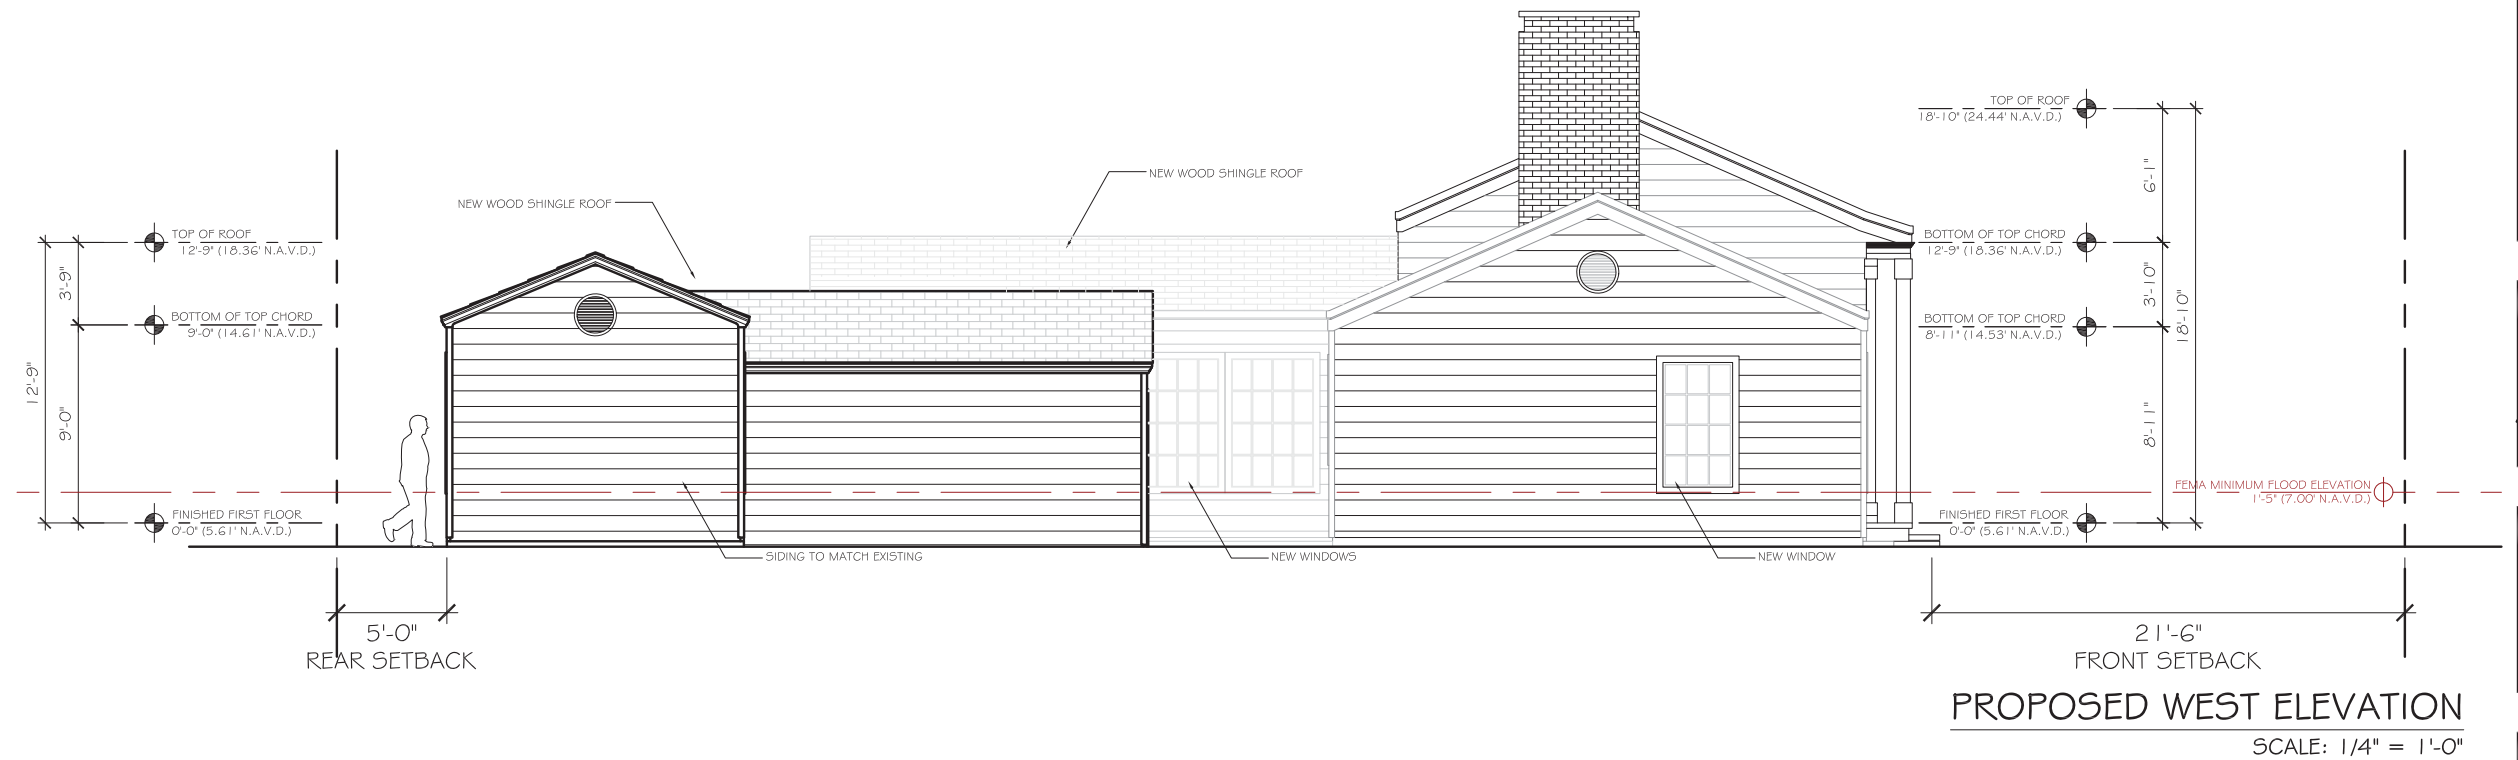 TOP OF ROOF
18'-10" (24.44' N.A.V.D.)
6'-1"
NEW WOOD SHINGLE ROOF
NEW WOOD SHINGLE ROOF
TOP OF ROOF
12'-9" (18.36' N.A.V.D.)
BOTTOM OF TOP CHORD
12'-9" (18.36' N.A.V.D.)
3'-9"
3'-10"
18'-10"
BOTTOM OF TOP CHORD
9'-0" (14.61' N.A.V.D.)
BOTTOM OF TOP CHORD
8'-11" (14.53' N.A.V.D.)
12'-9"
9'-0"
8'-11"
FEMA MINIMUM FLOOD ELEVATION
1'-5" (7.00' N.A.V.D.)
FINISHED FIRST FLOOR
0'-0" (5.61' N.A.V.D.)
FINISHED FIRST FLOOR
0'-0" (5.61' N.A.V.D.)
SIDING TO MATCH EXISTING
NEW WINDOWS
NEW WINDOW
5'-0"
REAR SETBACK
21'-6"
FRONT SETBACK
PROPOSED WEST ELEVATION
SCALE: 1/4" = 1'-0"